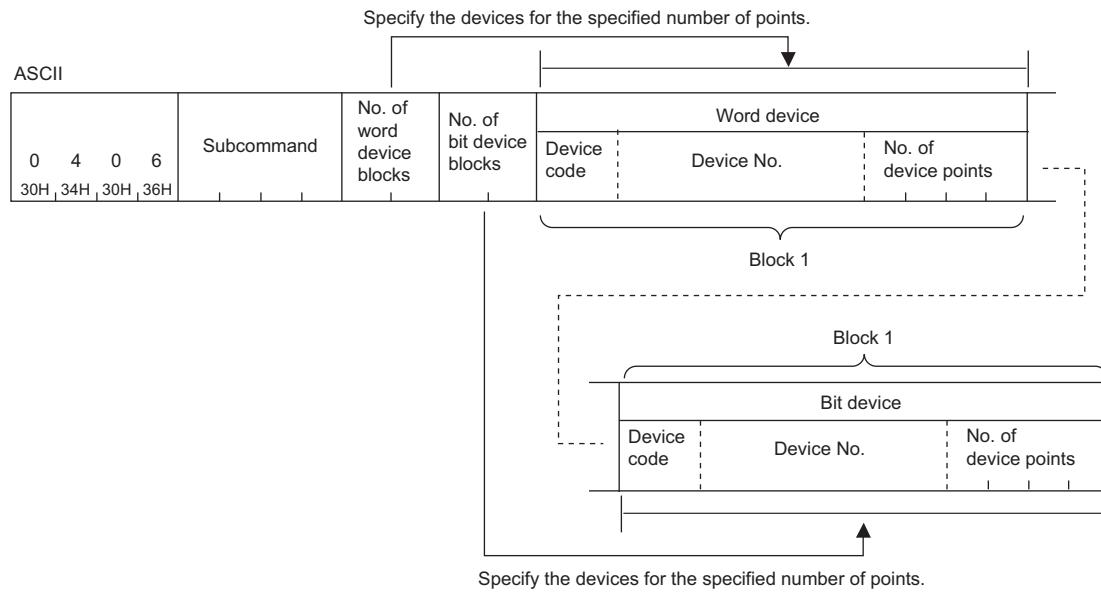 Specify the devices for the specified number of points.
ASCII
0 4 0 6
30H 34H 30H 36H
Subcommand
No. of
word
device
blocks
No. of
bit device
blocks
Word device
Device
code
Device No.
No. of
device points
Block 1
Block 1
Bit device
Device
code
Device No.
No. of
device points
Specify the devices for the specified number of points.